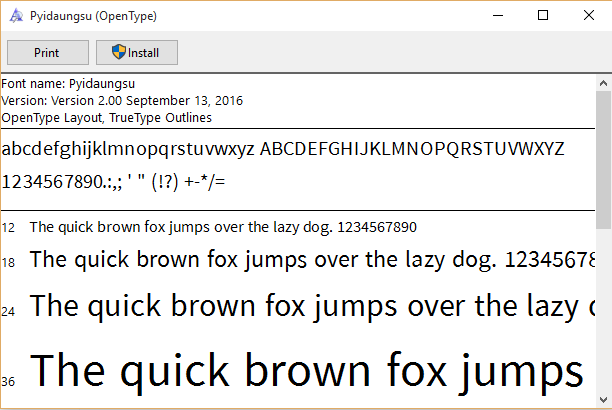 Pyidaungsu (OpenType)
Print
Install
Font name: Pyidaungsu
Version: Version 2.00 September 13, 2016
OpenType Layout, TrueType Outlines
abcdefghijklmnopqrstuvwxyz ABCDEFGHIJKLMNOPQRSTUVWXYZ
1234567890.:,; ' " (!?) +-*/=
12 The quick brown fox jumps over the lazy dog. 1234567890
18 The quick brown fox jumps over the lazy dog. 12345678
24 The quick brown fox jumps over the lazy
36 The quick brown fox jumps